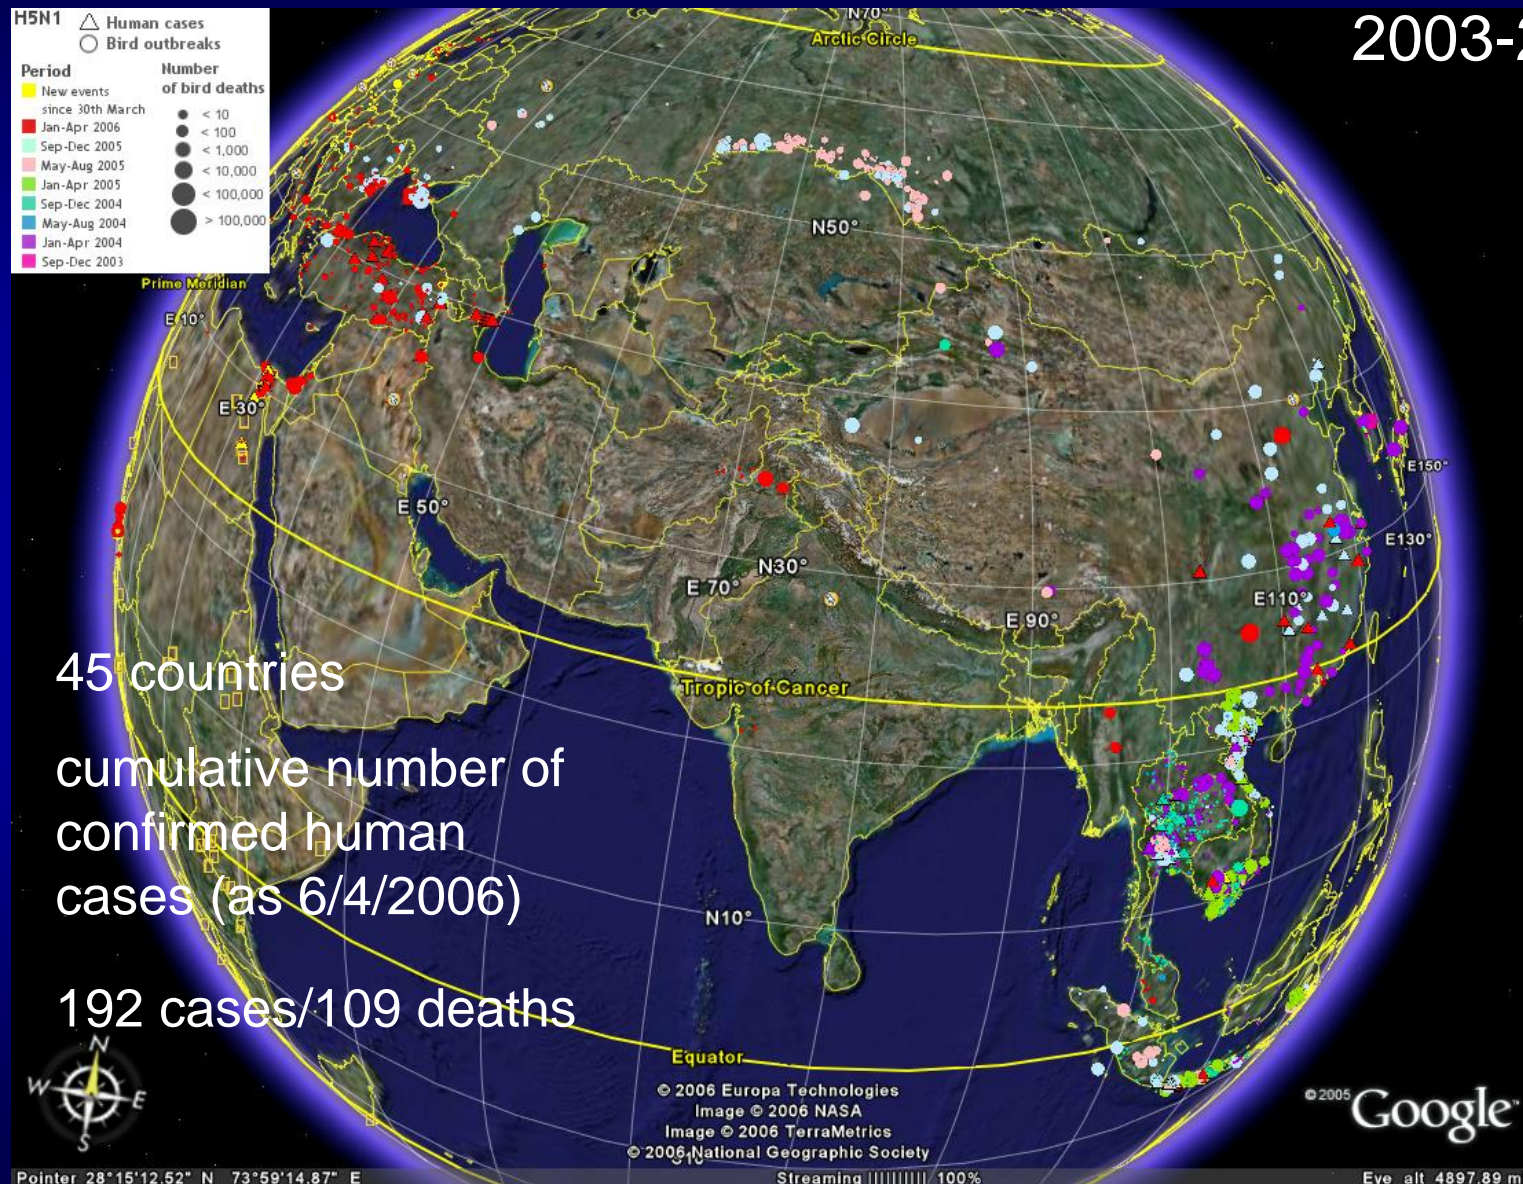 H5N1
Human cases
Bird outbreaks
Period
New events
since 30th March
Jan-Apr 2006
Sep-Dec 2005
May-Aug 2005
Jan-Apr 2005
Sep-Dec 2004
May-Aug 2004
Jan-Apr 2004
Sep-Dec 2003
Number
of bird deaths
< 10
< 100
< 1,000
< 10,000
< 100,000
> 100,000
2003-2
N70°
Arctic Circle
N50°
Prime Meridian
E 10°
E 30°
E 50°
E 70°
N30°
E 90°
E110°
E130°
E150°
Tropic of Cancer
N10°
Equator
45 countries
cumulative number of
confirmed human
cases (as 6/4/2006)
192 cases/109 deaths
N
W
E
S
© 2006 Europa Technologies
Image © 2006 NASA
Image © 2006 TerraMetrics
© 2006 National Geographic Society
©2005 Google™
Pointer 28°15'12.52" N 73°59'14.87" E
Streaming |||||||||| 100%
Eye alt 4897.89 m